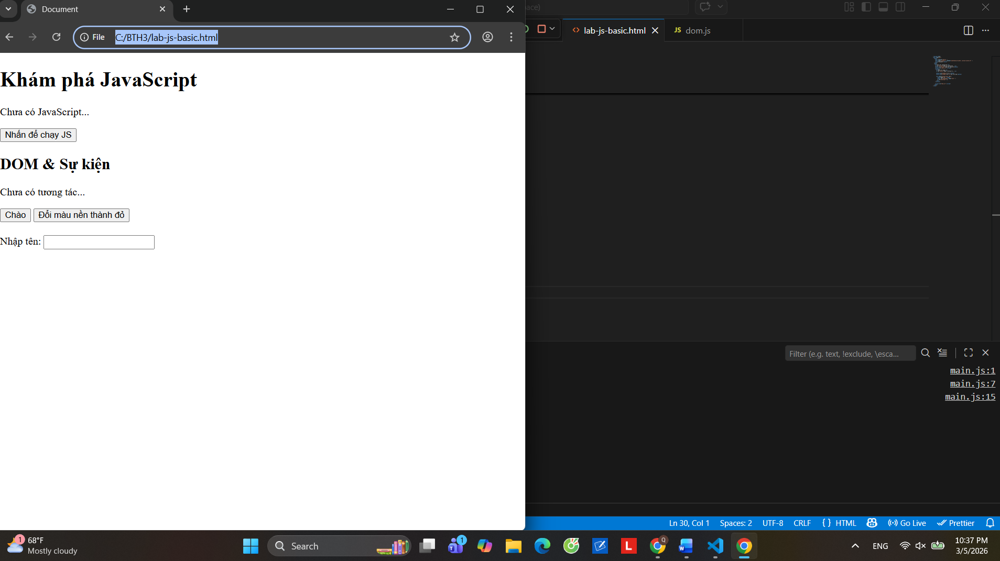 Document
File C:/BTH3/lab-js-basic.html
Khám phá JavaScript
Chưa có JavaScript...
Nhấn để chạy JS
DOM & Sự kiện
Chưa có tương tác...
Chào Đổi màu nền thành đỏ
Nhập tên:
ace)
lab-js-basic.html JS dom.js
Filter (e.g. text, !exclude, \esca...
main.js:1
main.js:7
main.js:15
Ln 30, Col 1 Spaces: 2 UTF-8 CRLF { } HTML Go Live Prettier
1 68°F
Mostly cloudy
Search
T 1
L
Q
W
ENG
10:37 PM
3/5/2026